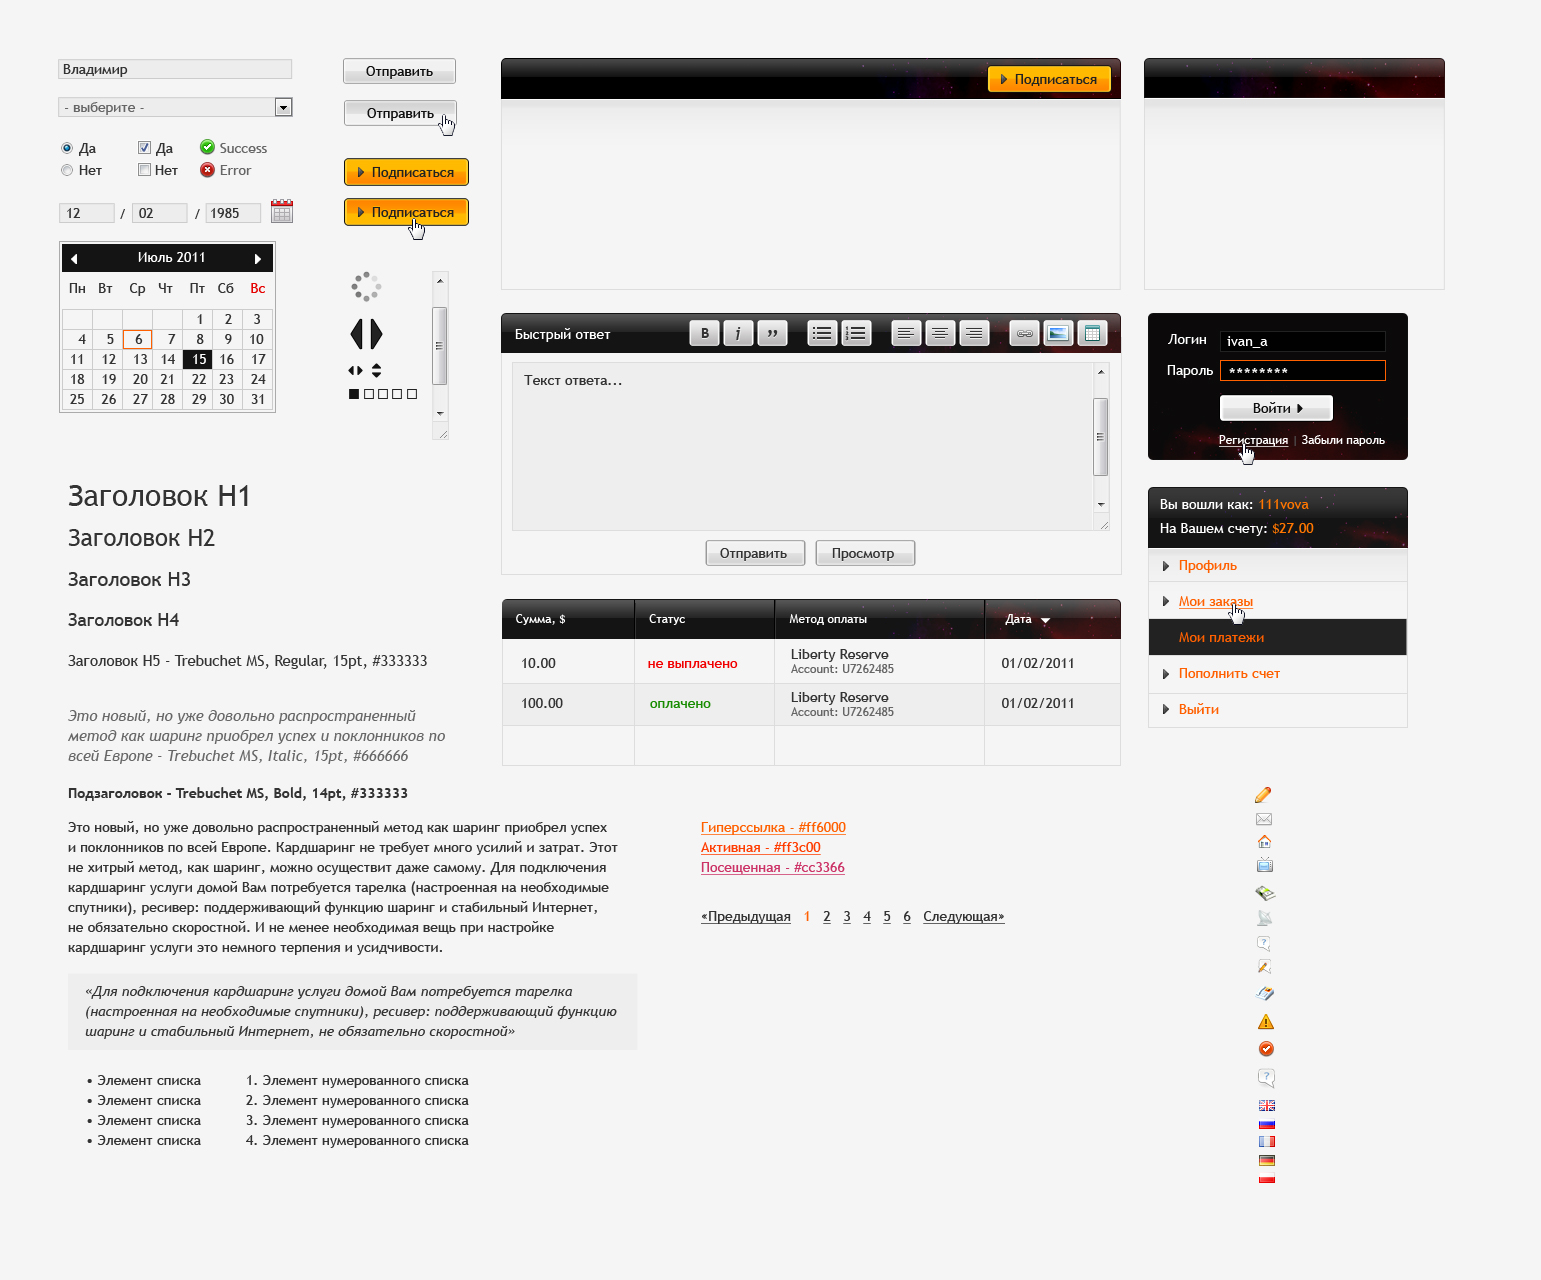 Владимир
- выберите -
Да
Да
Success
Нет
Нет
Error
12 / 02 / 1985
Июль 2011
Пн Вт Ср Чт Пт Сб Вс
1 2 3
4 5 6 7 8 9 10
11 12 13 14 15 16 17
18 19 20 21 22 23 24
25 26 27 28 29 30 31
Отправить
Отправить
Подписаться
Подписаться
Подписаться
Быстрый ответ
B i ”
Текст ответа...
Отправить
Просмотр
Логин
ivan_a
Пароль
********
Войти
Регистрация | Забыли пароль
Вы вошли как: 111vova
На Вашем счету: $27.00
Профиль
Мои заказы
Мои платежи
Пополнить счет
Выйти
Сумма, $ Статус Метод оплаты Дата
10.00 не выплачено Liberty Reserve 01/02/2011
Account: U7262485
100.00 оплачено Liberty Reserve 01/02/2011
Account: U7262485
Заголовок H1
Заголовок H2
Заголовок H3
Заголовок H4
Заголовок H5 - Trebuchet MS, Regular, 15pt, #333333
Это новый, но уже довольно распространенный
метод как шаринг приобрел успех и поклонников по
всей Европе - Trebuchet MS, Italic, 15pt, #666666
Подзаголовок - Trebuchet MS, Bold, 14pt, #333333
Это новый, но уже довольно распространенный метод как шаринг приобрел успех
и поклонников по всей Европе. Кардшаринг не требует много усилий и затрат. Этот
не хитрый метод, как шаринг, можно осуществит даже самому. Для подключения
кардшаринг услуги домой Вам потребуется тарелка (настроенная на необходимые
спутники), ресивер: поддерживающий функцию шаринг и стабильный Интернет,
не обязательно скоростной. И не менее необходимая вещь при настройке
кардшаринг услуги это немного терпения и усидчивости.
«Для подключения кардшаринг услуги домой Вам потребуется тарелка
(настроенная на необходимые спутники), ресивер: поддерживающий функцию
шаринг и стабильный Интернет, не обязательно скоростной»
• Элемент списка
• Элемент списка
• Элемент списка
• Элемент списка
1. Элемент нумерованного списка
2. Элемент нумерованного списка
3. Элемент нумерованного списка
4. Элемент нумерованного списка
Гиперссылка - #ff6000
Активная - #ff3c00
Посещенная - #cc3366
«Предыдущая 1 2 3 4 5 6 Следующая»